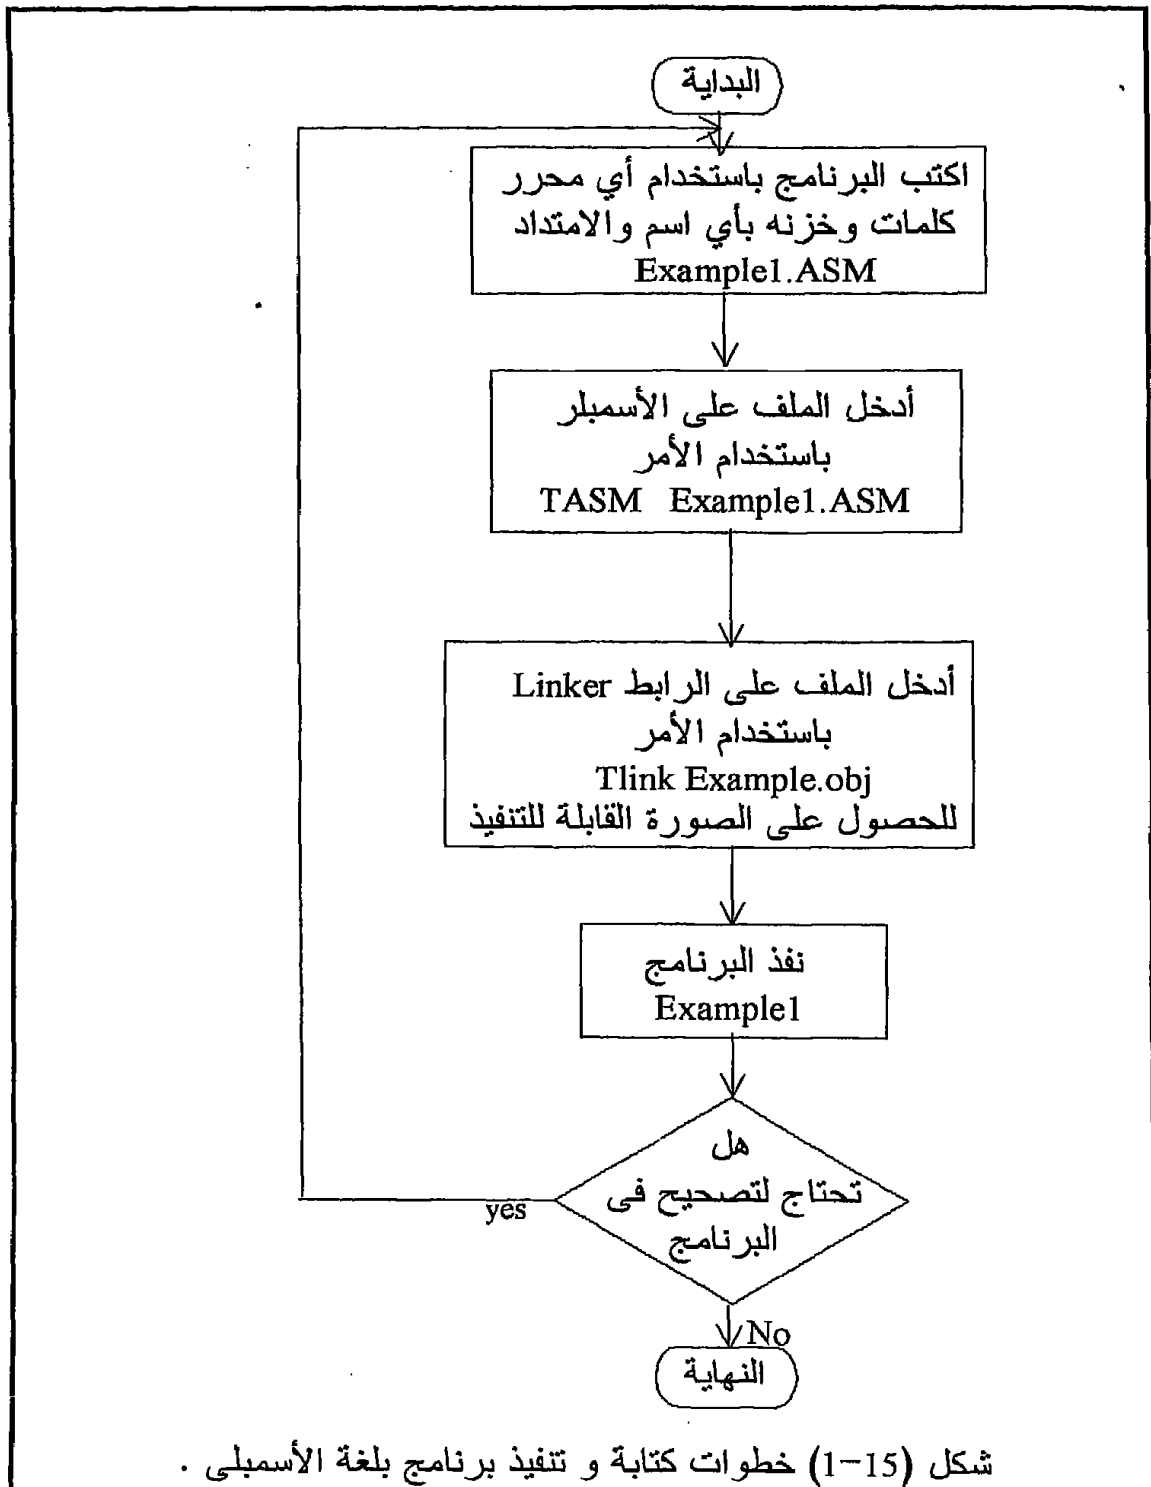 البداية
اكتب البرنامج باستخدام أي محرر
كلمات وخزنه بأي اسم والامتداد
Example1.ASM
أدخل الملف على الأسمبلر
باستخدام الأمر
TASM Example1.ASM
أدخل الملف على الرابط Linker
باستخدام الأمر
Tlink Example.obj
للحصول على الصورة القابلة للتنفيذ
نفذ البرنامج
Example1
هل
تحتاج لتصحيح فى
البرنامج
yes
No
النهاية
شكل (1-15) خطوات كتابة و تنفيذ برنامج بلغة الأسمبلى .